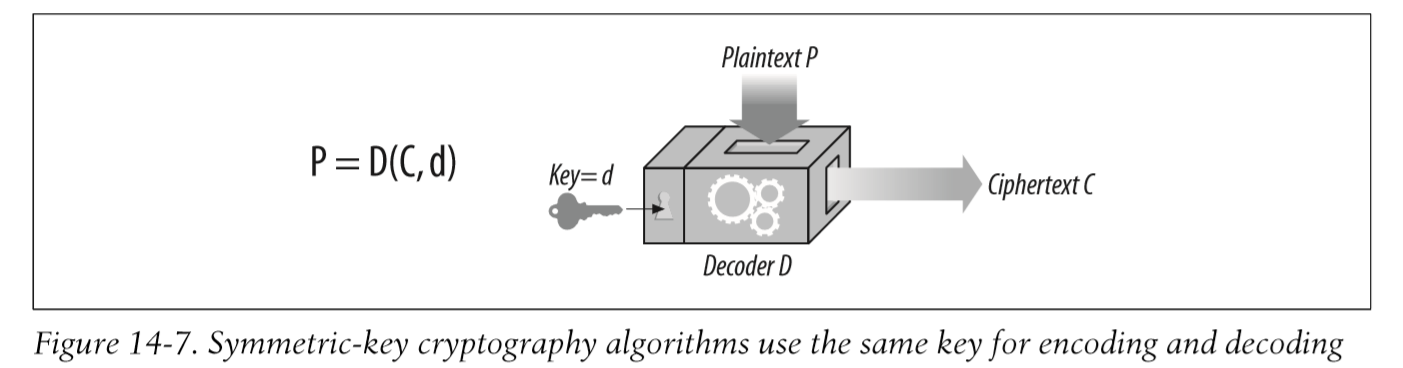 Plaintext P
P = D(C, d)
Key= d
Ciphertext C
Decoder D
Figure 14-7. Symmetric-key cryptography algorithms use the same key for encoding and decoding